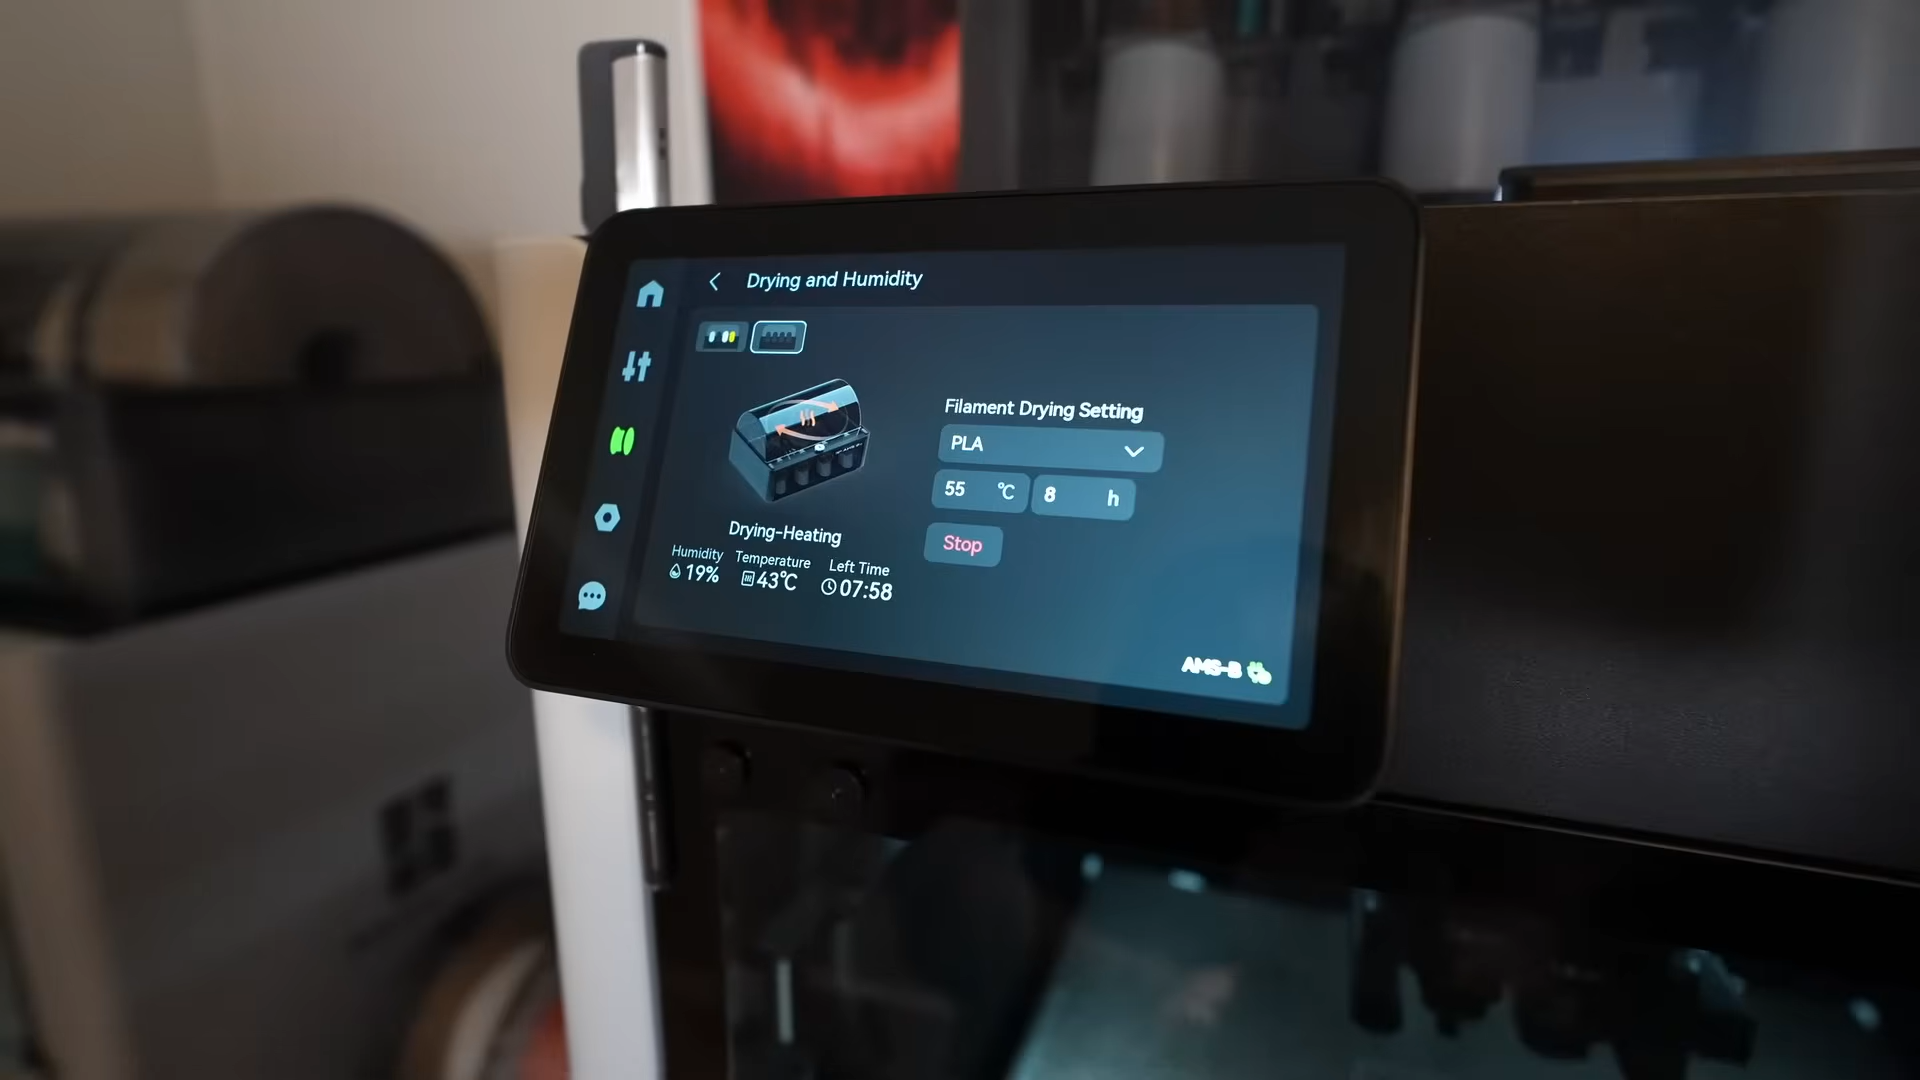 Drying and Humidity
Filament Drying Setting
PLA
55 °C 8 h
Stop
Drying-Heating
Humidity Temperature Left Time
19% 43°C 07:58
AMS-B